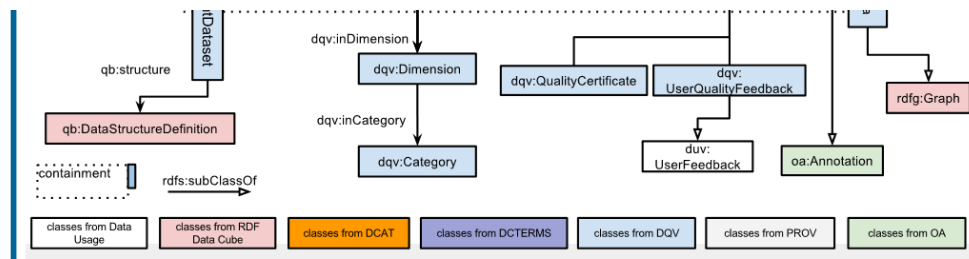 ntDataset
dqv:inDimension
qb:structure
dqv:Dimension
dqv:QualityCertificate
dqv:
UserQualityFeedback
rdfg:Graph
qb:DataStructureDefinition
dqv:inCategory
dqv:Category
duv:
UserFeedback
oa:Annotation
containment
rdfs:subClassOf
classes from Data
Usage
classes from RDF
Data Cube
classes from DCAT
classes from DCTERMS
classes from DQV
classes from PROV
classes from OA